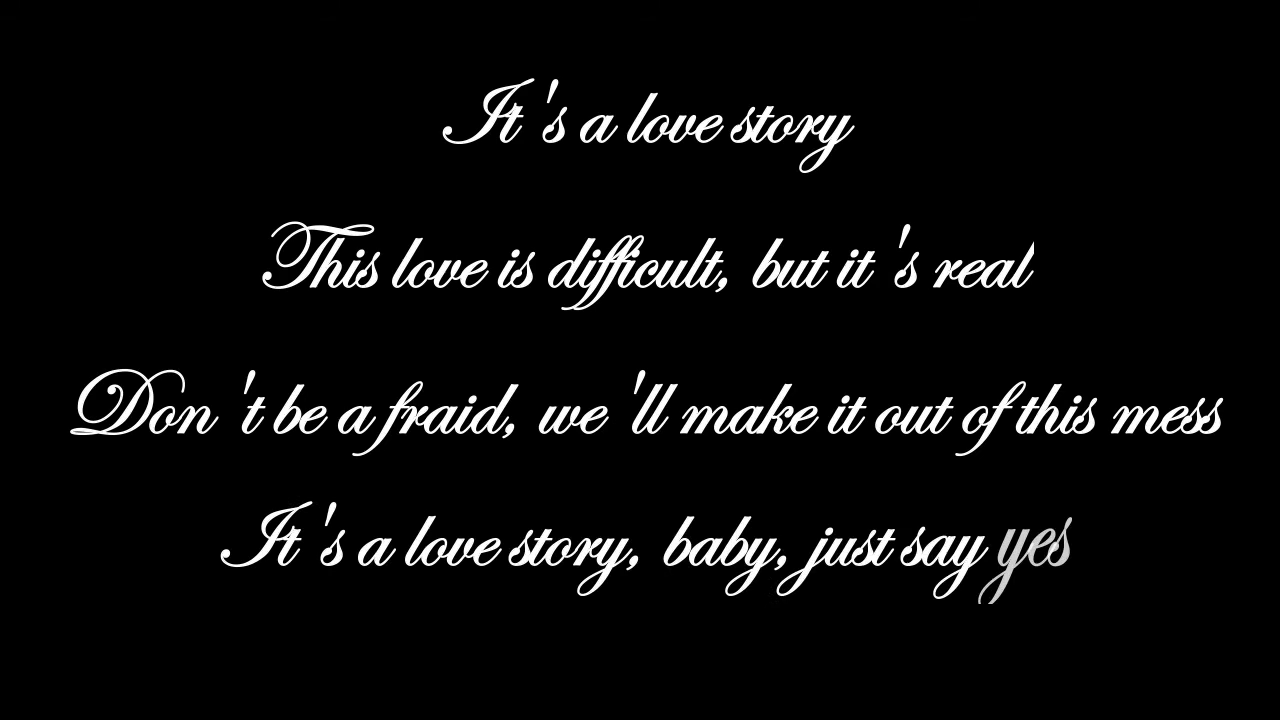 It's a love story
This love is difficult, but it's real
Don't be afraid, we'll make it out of this mess
It's a love story, baby, just say yes